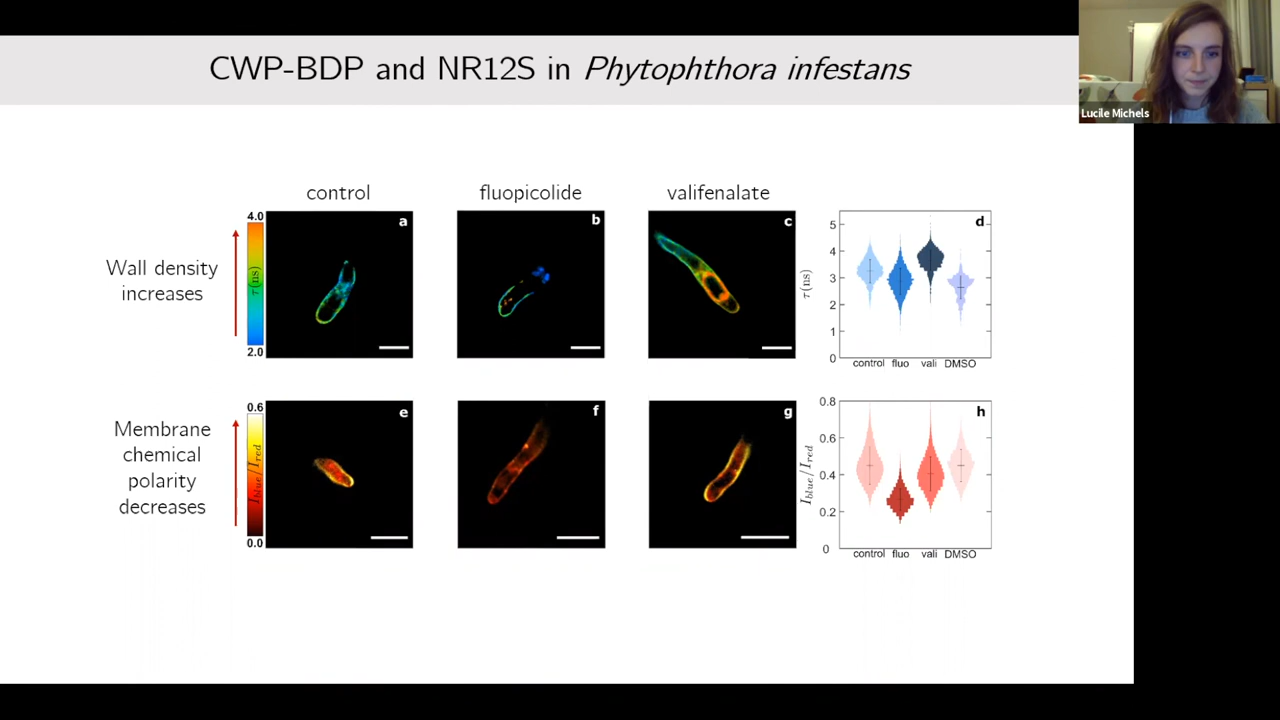 CWP-BDP and NR12S in Phytophthora infestans
Lucile Michels
control
fluopicolide
valifenalate
Wall density
increases
4.0
τ(ns)
2.0
a
b
c
d
τ(ns)
5
4
3
2
1
0
control
fluo
vali
DMSO
Membrane
chemical
polarity
decreases
0.6
I_blue/I_red
0.0
e
f
g
h
I_blue/I_red
0.8
0.6
0.4
0.2
0
control
fluo
vali
DMSO